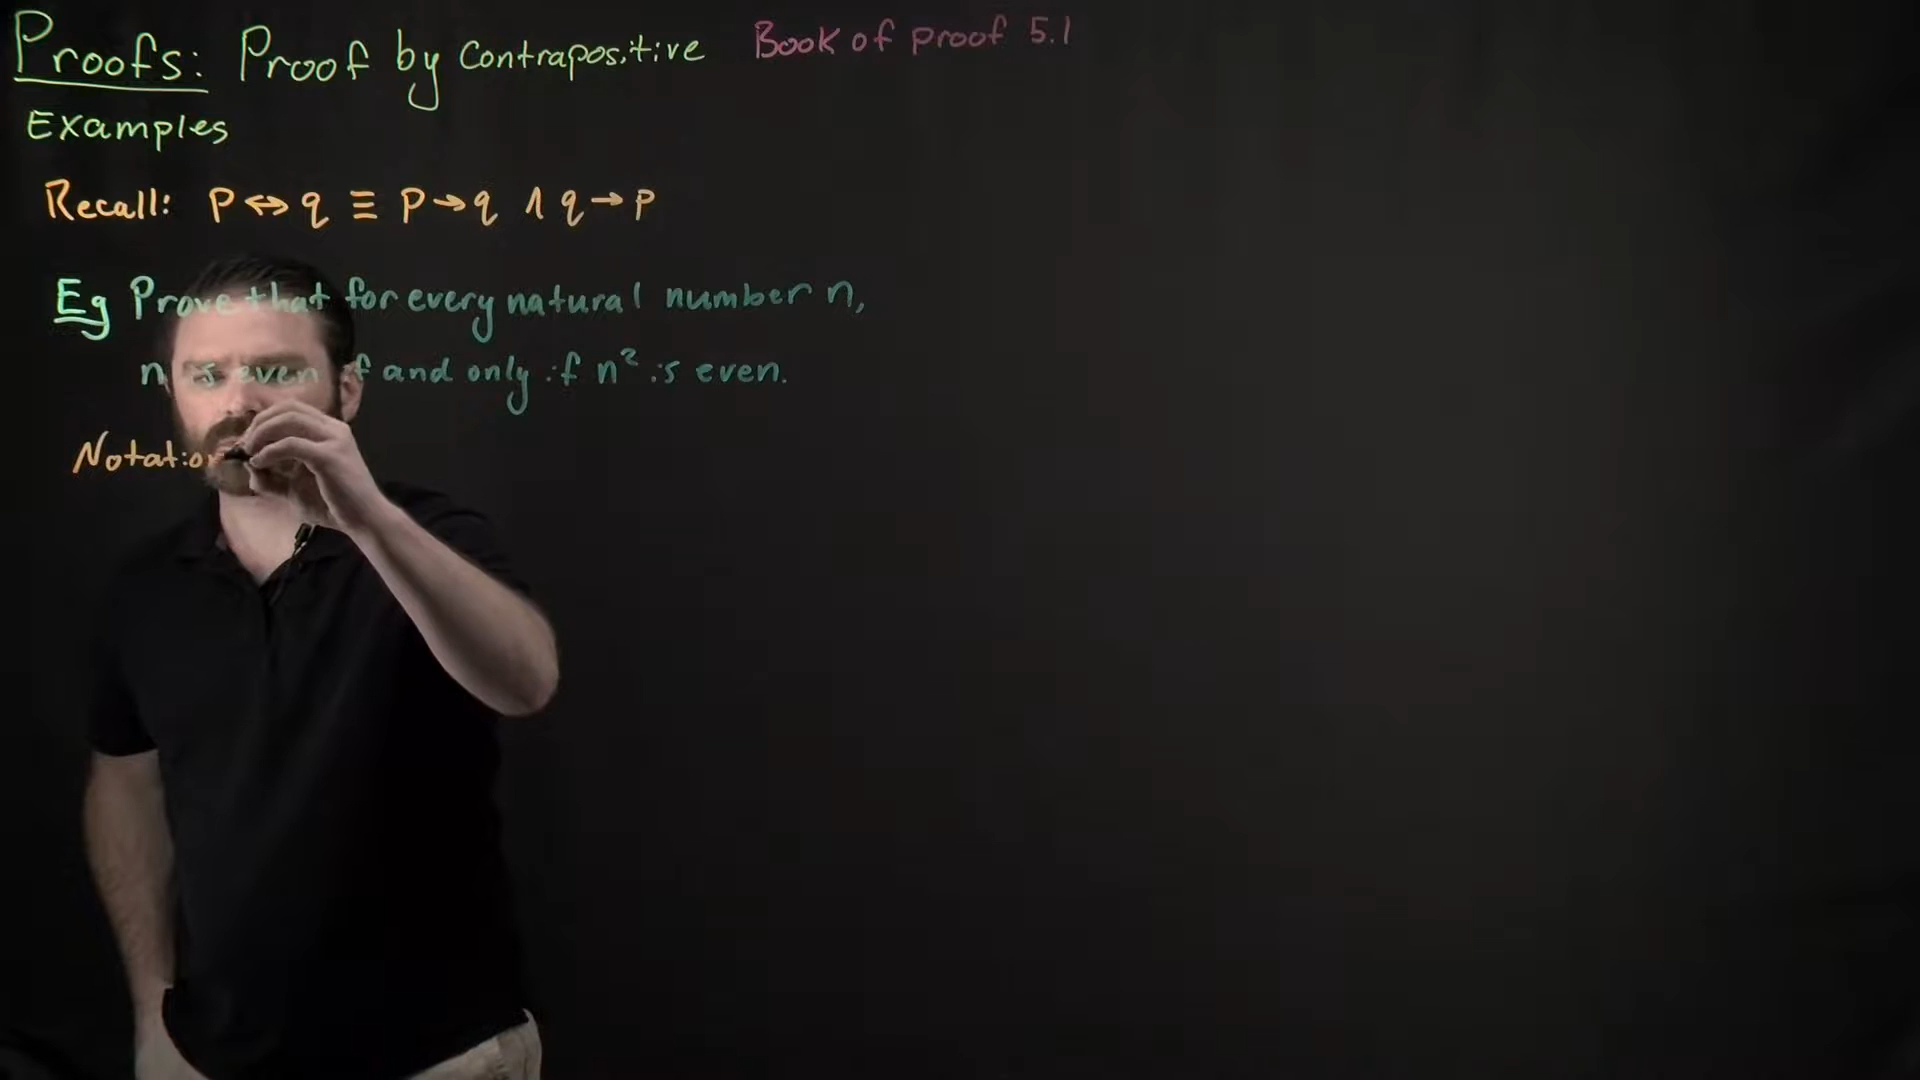 Proofs: Proof by Contrapositive Book of proof 5.1
Examples
Recall: P ↔ q ≡ P → q ∧ q → p
Eg Prove that for every natural number n,
n is even if and only if n² is even.
Notation